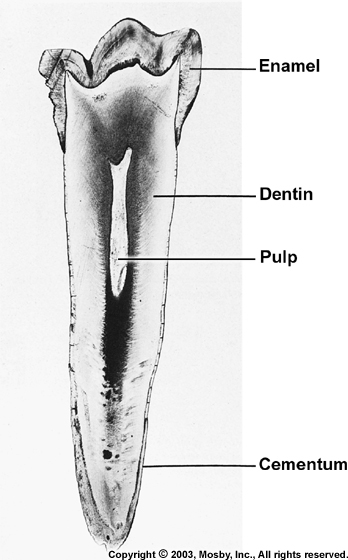 Enamel
Dentin
Pulp
Cementum
Copyright © 2003, Mosby, Inc., All rights reserved.